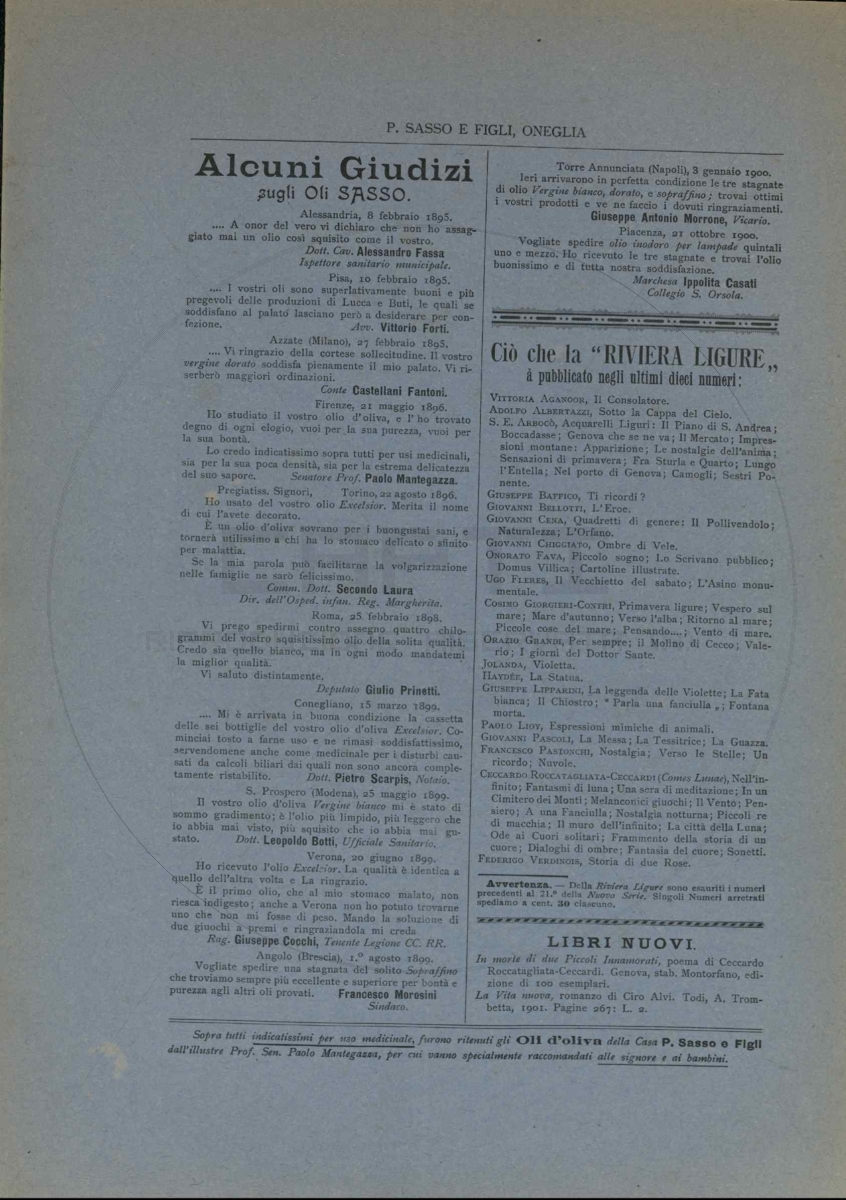 P. SASSO E FIGLI, ONEGLIA
Alcuni Giudizi
sugli Oli SASSO.
Alessandria, 8 febbraio 1895.
.... A onor del vero vi dichiaro che non ho assag-
giato mai un olio così squisito come il vostro.
Dott. Cav. Alessandro Fassa
Ispettore sanitario municipale.
Pisa, 10 febbraio 1895.
.... I vostri oli sono superlativamente buoni e più
pregevoli delle produzioni di Lucca e Buti, le quali se
soddisfano al palato lasciano però a desiderare per con-
fezione. Avv. Vittorio Forti.
Azzate (Milano), 27 febbraio 1895.
.... Vi ringrazio della cortese sollecitudine. Il vostro
vergine dorato soddisfa pienamente il mio palato. Vi ri-
serberò maggiori ordinazioni.
Conte Castellani Fantoni.
Firenze, 21 maggio 1896.
Ho studiato il vostro olio d'oliva, e l'ho trovato
degno di ogni elogio, vuoi per la sua purezza, vuoi per
la sua bontà.
Lo credo indicatissimo sopra tutti per usi medicinali,
sia per la sua poca densità, sia per la estrema delicatezza
del suo sapore. Senatore Prof. Paolo Mantegazza.
Pregiatiss. Signori, Torino, 22 agosto 1896.
Ho usato del vostro olio Excelsior. Merita il nome
di cui l'avete decorato.
È un olio d'oliva sovrano per i buongustai sani, e
tornerà utilissimo a chi ha lo stomaco delicato o sfinito
per malattia.
Se la mia parola può facilitarne la volgarizzazione
nelle famiglie ne sarò felicissimo.
Comm. Dott. Secondo Laura
Dir. dell'Osped. infan. Reg. Margherita.
Roma, 25 febbraio 1898.
Vi prego spedirmi contro assegno quattro chilo-
grammi del vostro squisitissimo olio della solita qualità.
Credo sia quello bianco, ma in ogni modo mandatemi
la miglior qualità.
Vi saluto distintamente.
Deputato Giulio Prinetti.
Conegliano, 15 marzo 1899.
.... Mi è arrivata in buona condizione la cassetta
delle sei bottiglie del vostro olio d'oliva Excelsior. Co-
minciai tosto a farne uso e ne rimasi soddisfattissimo,
servendomene anche come medicinale per i disturbi cau-
sati da calcoli biliari dai quali non sono ancora comple-
tamente ristabilito. Dott. Pietro Scarpis, Notaio.
S. Prospero (Modena), 25 maggio 1899.
Il vostro olio d'oliva Vergine bianco mi è stato di
sommo gradimento; è l'olio più limpido, più leggero che
io abbia mai visto, più squisito che io abbia mai gu-
stato. Dott. Leopoldo Botti, Ufficiale Sanitario.
Verona, 20 giugno 1899.
Ho ricevuto l'olio Excelsior. La qualità è identica a
quello dell'altra volta e La ringrazio.
È il primo olio, che al mio stomaco malato, non
riesca indigesto; anche a Verona non ho potuto trovarne
uno che non mi fosse di peso. Mando la soluzione di
due giuochi a premi e ringraziandola mi creda
Rag. Giuseppe Cocchi, Tenente Legione CC. RR.
Angolo (Brescia), 1.º agosto 1899.
Vogliate spedire una stagnata del solito Sopraffino
che troviamo sempre più eccellente e superiore per bontà e
purezza agli altri oli provati. Francesco Morosini
Sindaco.
Torre Annunciata (Napoli), 3 gennaio 1900.
Ieri arrivarono in perfetta condizione le tre stagnate
di olio Vergine bianco, dorato, e sopraffino; trovai ottimi
i vostri prodotti e ve ne faccio i dovuti ringraziamenti.
Giuseppe Antonio Morrone, Vicario.
Piacenza, 21 ottobre 1900.
Vogliate spedire olio inodoro per lampade quintali
uno e mezzo. Ho ricevuto le tre stagnate e trovai l'olio
buonissimo e di tutta nostra soddisfazione.
Marchesa Ippolita Casati
Collegio S. Orsola.
Ciò che la "RIVIERA LIGURE„
à pubblicato negli ultimi dieci numeri:
VITTORIA AGANOOR, Il Consolatore.
ADOLFO ALBERTAZZI, Sotto la Cappa del Cielo.
S. E. ARBOCÒ, Acquarelli Liguri: Il Piano di S. Andrea;
Boccadasse; Genova che se ne va; Il Mercato; Impres-
sioni montane: Apparizione; Le nostalgie dell'anima;
Sensazioni di primavera; Fra Sturla e Quarto; Lungo
l'Entella; Nel porto di Genova; Camogli; Sestri Po-
nente.
GIUSEPPE BAFFICO, Ti ricordi?
GIOVANNI BELLOTTI, L'Eroe.
GIOVANNI CENA, Quadretti di genere: Il Pollivendolo;
Naturalezza; L'Orfano.
GIOVANNI CHIGGIATO, Ombre di Vele.
ONORATO FAVA, Piccolo sogno; Lo Scrivano pubblico;
Domus Villica; Cartoline illustrate.
UGO FLERES, Il Vecchietto del sabato; L'Asino monu-
mentale.
COSIMO GIORGIERI-CONTRI, Primavera ligure; Vespero sul
mare; Mare d'autunno; Verso l'alba; Ritorno al mare;
Piccole cose del mare; Pensando...; Vento di mare.
ORAZIO GRANDI, Per sempre; il Molino di Cecco; Vale-
rio; I giorni del Dottor Sante.
JOLANDA, Violetta.
HAYDÉE, La Statua.
GIUSEPPE LIPPARINI, La leggenda delle Violette; La Fata
bianca; Il Chiostro; "Parla una fanciulla„; Fontana
morta.
PAOLO LIOY, Espressioni mimiche di animali.
GIOVANNI PASCOLI, La Messa; La Tessitrice; La Guazza.
FRANCESCO PASTONCHI, Nostalgia; Verso le Stelle; Un
ricordo; Nuvole.
CECCARDO ROCCATAGLIATA-CECCARDI (Comes Lunae), Nell'in-
finito; Fantasmi di luna; Una sera di meditazione; In un
Cimitero dei Monti; Melanconici giuochi; Il Vento; Pen-
siero; A una Fanciulla; Nostalgia notturna; Piccoli re
di macchia; Il muro dell'infinito; La città della Luna;
Ode ai Cuori solitari; Frammento della storia di un
cuore; Dialoghi di ombre; Fantasia del cuore; Sonetti.
FEDERIGO VERDINOIS, Storia di due Rose.
Avvertenza. — Della Riviera Ligure sono esauriti i numeri
precedenti al 21.º della Nuova Serie. Singoli Numeri arretrati
spediamo a cent. 30 ciascuno.
LIBRI NUOVI.
In morte di due Piccoli Innamorati, poema di Ceccardo
Roccatagliata-Ceccardi. Genova, stab. Montorfano, edi-
zione di 100 esemplari.
La Vita nuova, romanzo di Ciro Alvi. Todi, A. Trom-
betta, 1901. Pagine 267: L. 2.
Sopra tutti indicatissimi per uso medicinale, furono ritenuti gli Oli d'oliva della Casa P. Sasso e Figli
dall'illustre Prof. Sen. Paolo Mantegazza, per cui vanno specialmente raccomandati alle signore e ai bambini.